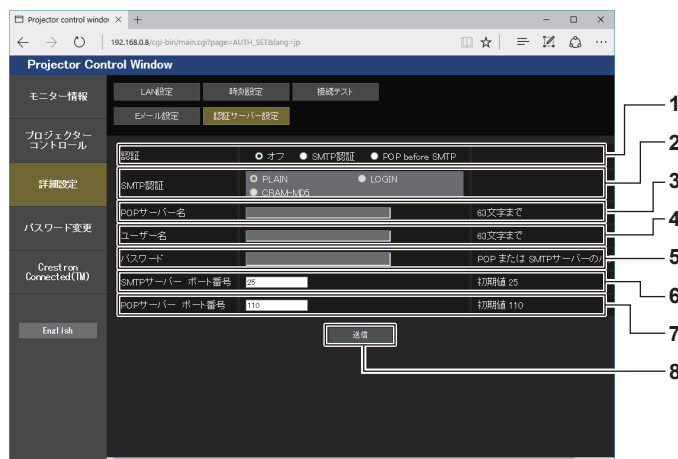 Projector control window
192.168.0.8/cgi-bin/main.cgi?page=AUTH_SET&lang=jp
Projector Control Window
モニター情報
プロジェクター
コントロール
詳細設定
パスワード変更
Crestron
Connected(TM)
English
LAN設定 時刻設定 接続テスト
Eメール設定 認証サーバー設定
認証 オフ SMTP認証 POP before SMTP
SMTP認証 PLAIN LOGIN
CRAM-MD5
POPサーバー名 63文字まで
ユーザー名 63文字まで
パスワード POP または SMTPサーバーのパ
SMTPサーバー ポート番号 25 初期値 25
POPサーバー ポート番号 110 初期値 110
送信
1
2
3
4
5
6
7
8